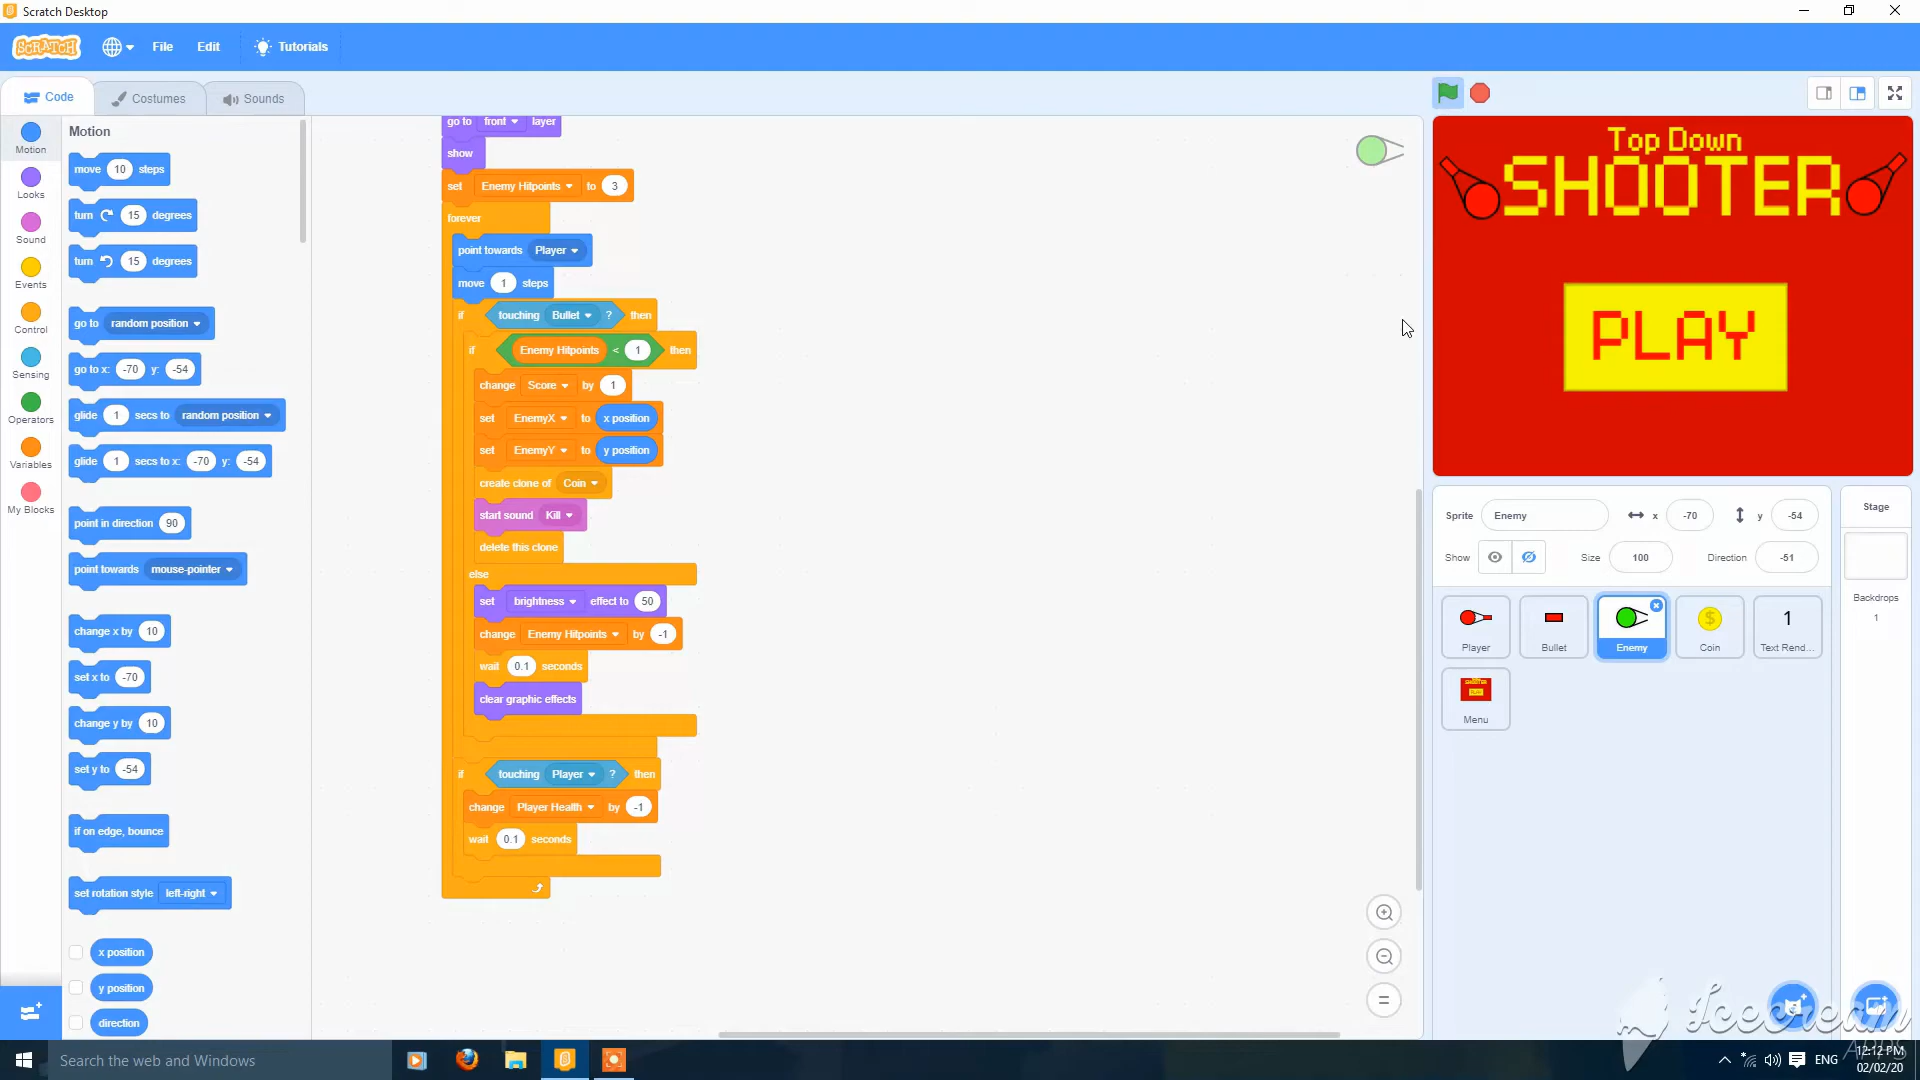 Scratch Desktop
SCRATCH File Edit Tutorials
Code Costumes Sounds
Motion
Looks
Sound
Events
Control
Sensing
Operators
Variables
My Blocks
Motion
move 10 steps
turn 15 degrees
turn 15 degrees
go to random position
go to x: -70 y: -54
glide 1 secs to random position
glide 1 secs to x: -70 y: -54
point in direction 90
point towards mouse-pointer
change x by 10
set x to -70
change y by 10
set y to -54
if on edge, bounce
set rotation style left-right
x position
y position
direction
go to front layer
show
set Enemy Hitpoints to 3
forever
point towards Player
move 1 steps
if touching Bullet ? then
if Enemy Hitpoints < 1 then
change Score by 1
set EnemyX to x position
set EnemyY to y position
create clone of Coin
start sound Kill
delete this clone
else
set brightness effect to 50
change Enemy Hitpoints by -1
wait 0.1 seconds
clear graphic effects
if touching Player ? then
change Player Health by -1
wait 0.1 seconds
Top Down
SHOOTER
PLAY
Sprite Enemy x -70 y -54
Show Size 100 Direction -51
Player
Bullet
Enemy
$
Coin
1
Text Rend...
SHOOTER
PLAY
Menu
Stage
Backdrops
1
Icecream
APPS
Search the web and Windows
ENG
12:12 PM
02/02/20